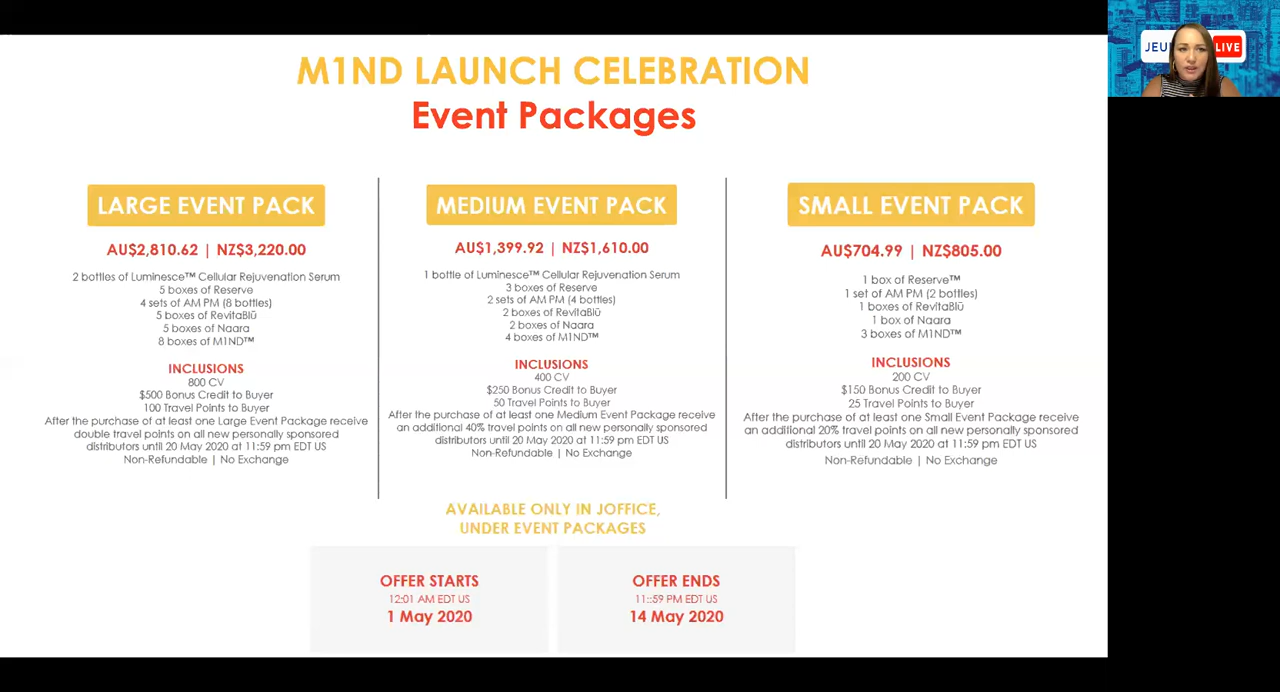 M1ND LAUNCH CELEBRATION
Event Packages
LARGE EVENT PACK
AU$2,810.62 | NZ$3,220.00
2 bottles of Luminesce™ Cellular Rejuvenation Serum
5 boxes of Reserve
4 sets of AM PM (8 bottles)
5 boxes of RevitaBlū
5 boxes of Naara
8 boxes of M1ND™
INCLUSIONS
800 CV
$500 Bonus Credit to Buyer
100 Travel Points to Buyer
After the purchase of at least one Large Event Package receive
double travel points on all new personally sponsored
distributors until 20 May 2020 at 11:59 pm EDT US
Non-Refundable | No Exchange
MEDIUM EVENT PACK
AU$1,399.92 | NZ$1,610.00
1 bottle of Luminesce™ Cellular Rejuvenation Serum
3 boxes of Reserve
2 sets of AM PM (4 bottles)
2 boxes of RevitaBlū
2 boxes of Naara
4 boxes of M1ND™
INCLUSIONS
400 CV
$250 Bonus Credit to Buyer
50 Travel Points to Buyer
After the purchase of at least one Medium Event Package receive
an additional 40% travel points on all new personally sponsored
distributors until 20 May 2020 at 11:59 pm EDT US
Non-Refundable | No Exchange
SMALL EVENT PACK
AU$704.99 | NZ$805.00
1 box of Reserve™
1 set of AM PM (2 bottles)
1 boxes of RevitaBlū
1 box of Naara
3 boxes of M1ND™
INCLUSIONS
200 CV
$150 Bonus Credit to Buyer
25 Travel Points to Buyer
After the purchase of at least one Small Event Package receive
an additional 20% travel points on all new personally sponsored
distributors until 20 May 2020 at 11:59 pm EDT US
Non-Refundable | No Exchange
AVAILABLE ONLY IN JOFFICE,
UNDER EVENT PACKAGES
OFFER STARTS
12:01 AM EDT US
1 May 2020
OFFER ENDS
11::59 PM EDT US
14 May 2020
JEU
LIVE